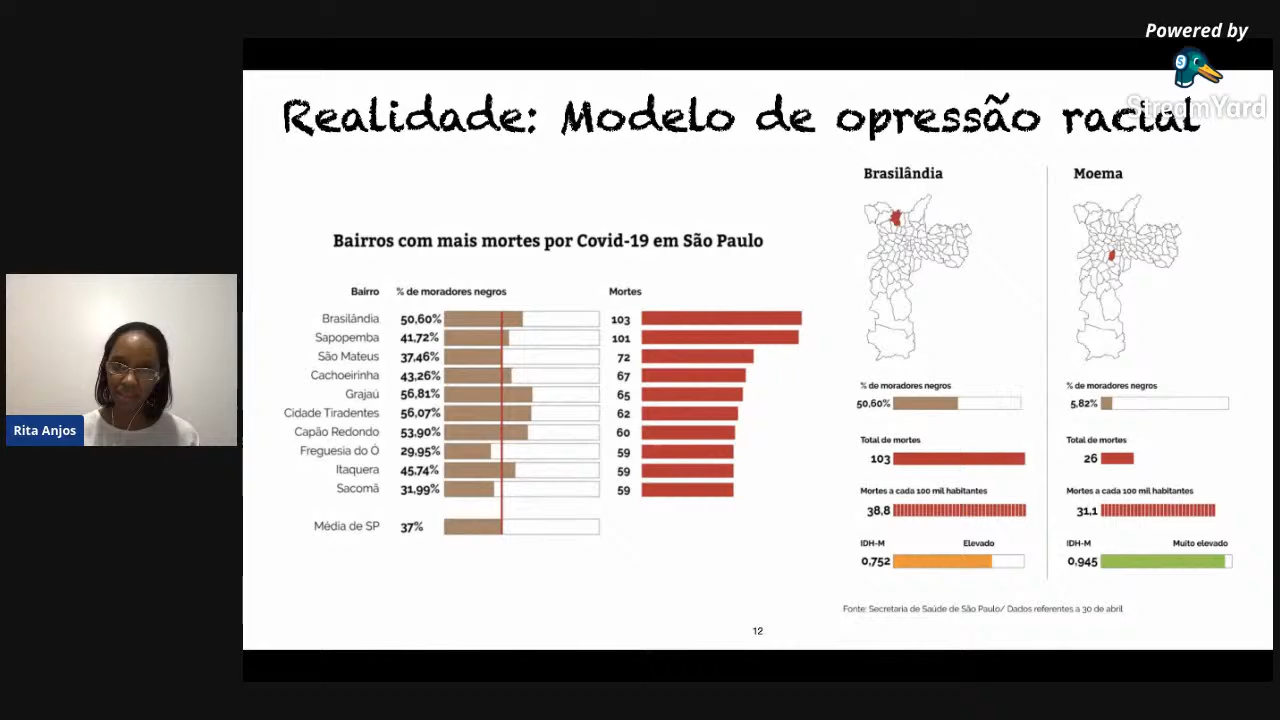 Powered by
StreamYard
Realidade: Modelo de opressão racial
Bairros com mais mortes por Covid-19 em São Paulo
Bairro % de moradores negros Mortes
Brasilândia 50,60% 103
Sapopemba 41,72% 101
São Mateus 37,46% 72
Cachoeirinha 43,26% 67
Grajaú 56,81% 65
Cidade Tiradentes 56,07% 62
Capão Redondo 53,90% 60
Freguesia do Ó 29,95% 59
Itaquera 45,74% 59
Sacomã 31,99% 59
Média de SP 37%
Brasilândia
% de moradores negros
50,60%
Total de mortes
103
Mortes a cada 100 mil habitantes
38,8
IDH-M Elevado
0,752
Moema
% de moradores negros
5,82%
Total de mortes
26
Mortes a cada 100 mil habitantes
31,1
IDH-M Muito elevado
0,945
Fonte: Secretaria de Saúde de São Paulo/ Dados referentes a 30 de abril
12
Rita Anjos